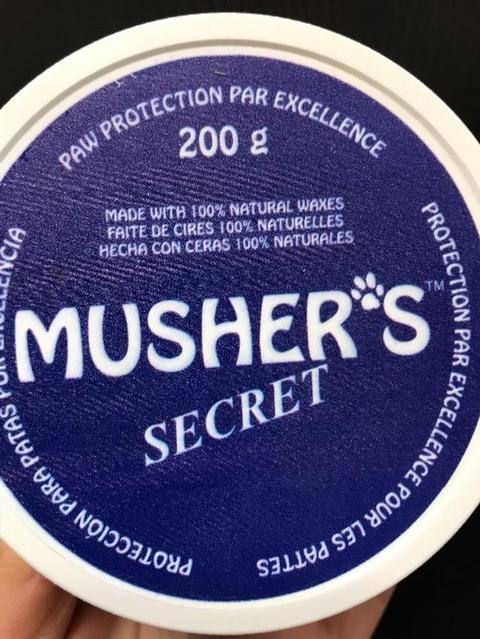 PAW PROTECTION PAR EXCELLENCE
200 g
MADE WITH 100% NATURAL WAXES
FAITE DE CIRES 100% NATURELLES
HECHA CON CERAS 100% NATURALES
MUSHER'S™
SECRET
PROTECTION PAR EXCELLENCE POUR LES PATTES
PROTECCIÓN PARA PATAS POR EXCELENCIA